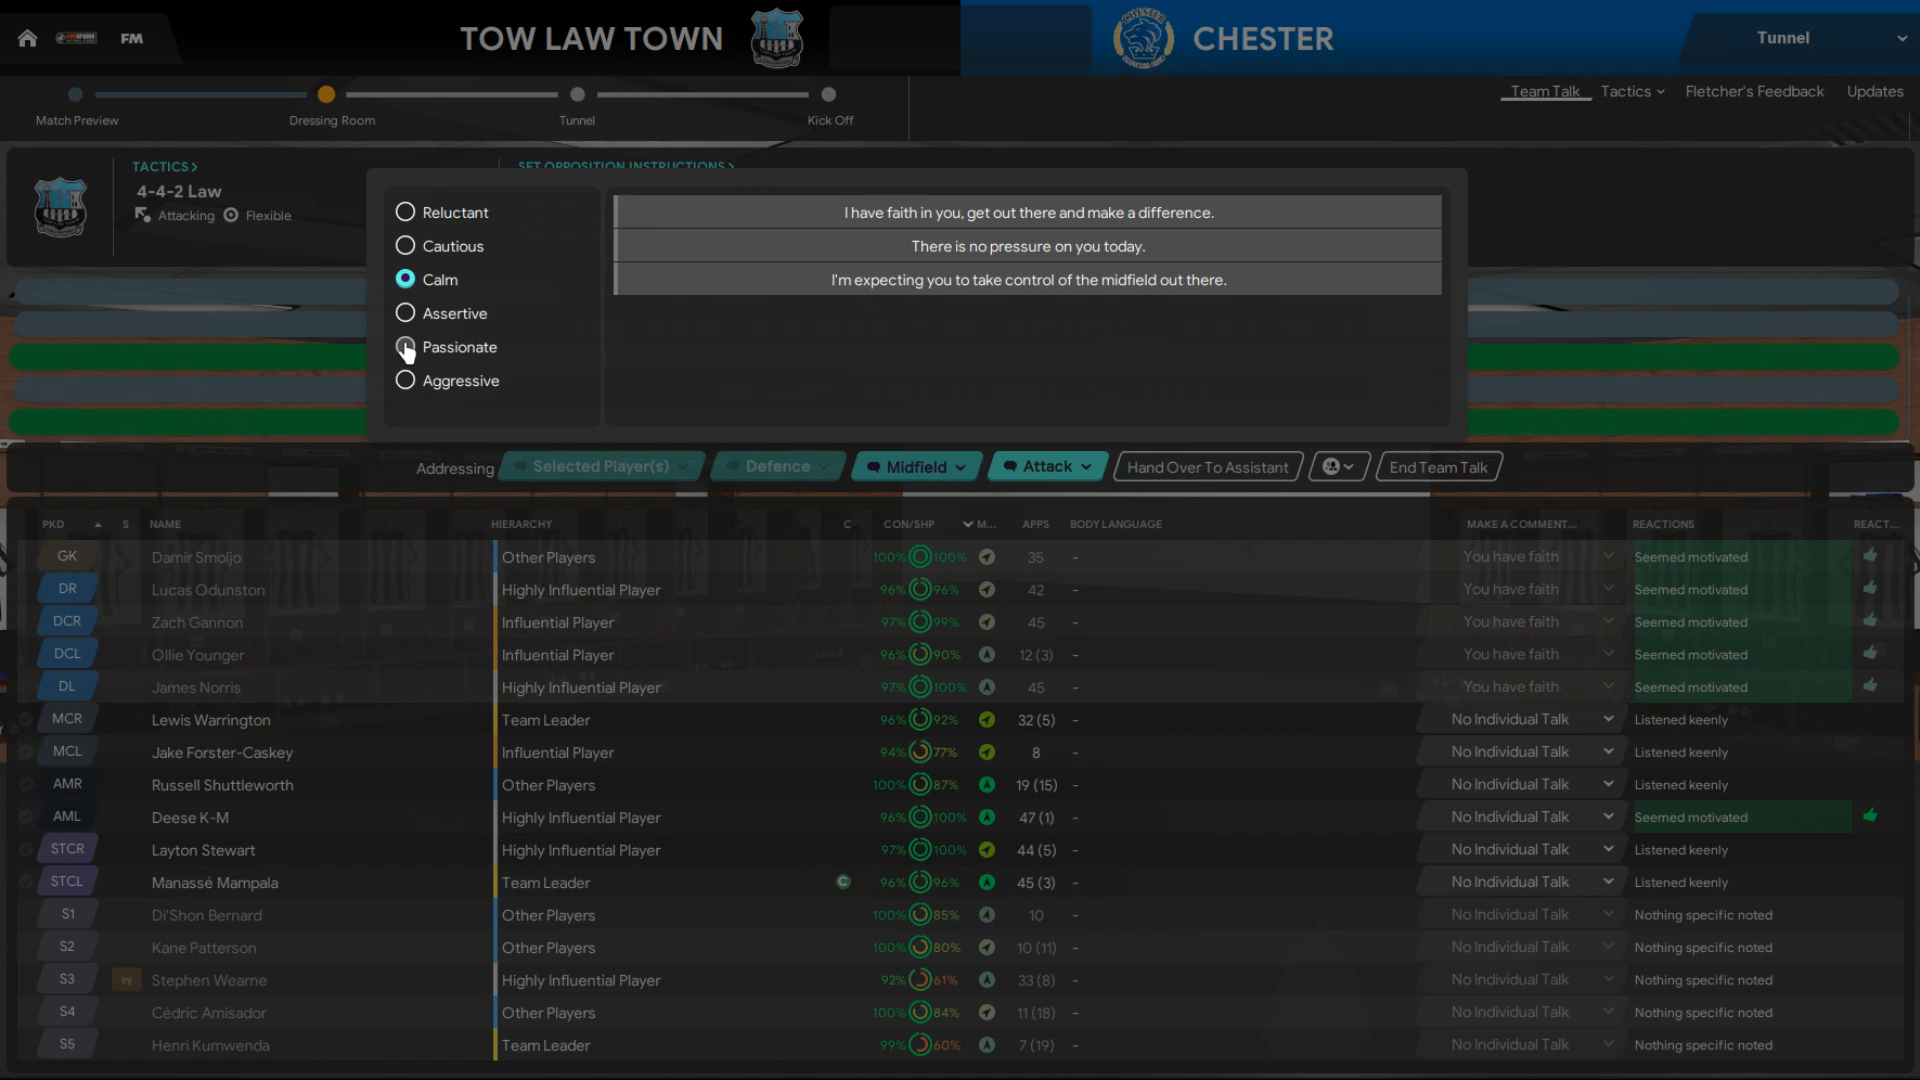 FM
TOW LAW TOWN
CHESTER
Tunnel
Match Preview
Dressing Room
Tunnel
Kick Off
Team Talk
Tactics
Fletcher's Feedback
Updates
TACTICS >
4-4-2 Law
Attacking
Flexible
SET OPPOSITION INSTRUCTIONS >
Reluctant
Cautious
Calm
Assertive
Passionate
Aggressive
I have faith in you, get out there and make a difference.
There is no pressure on you today.
I'm expecting you to take control of the midfield out there.
Addressing Selected Player(s) Defence Midfield Attack Hand Over To Assistant End Team Talk
PKD S NAME HIERARCHY C CON/SHP M... APPS BODY LANGUAGE MAKE A COMMENT... REACTIONS REACT...
GK Damir Smoljo Other Players 100% 100% 35 - You have faith Seemed motivated
DR Lucas Odunston Highly Influential Player 96% 96% 42 - You have faith Seemed motivated
DCR Zach Gannon Influential Player 97% 99% 45 - You have faith Seemed motivated
DCL Ollie Younger Influential Player 96% 90% 12 (3) - You have faith Seemed motivated
DL James Norris Highly Influential Player 97% 100% 45 - You have faith Seemed motivated
MCR Lewis Warrington Team Leader 96% 92% 32 (5) - No Individual Talk Listened keenly
MCL Jake Forster-Caskey Influential Player 94% 77% 8 - No Individual Talk Listened keenly
AMR Russell Shuttleworth Other Players 100% 87% 19 (15) - No Individual Talk Listened keenly
AML Deese K-M Highly Influential Player 96% 100% 47 (1) - No Individual Talk Seemed motivated
STCR Layton Stewart Highly Influential Player 97% 100% 44 (5) - No Individual Talk Listened keenly
STCL Manassé Mampala Team Leader C 96% 96% 45 (3) - No Individual Talk Listened keenly
S1 Di'Shon Bernard Other Players 100% 85% 10 - No Individual Talk Nothing specific noted
S2 Kane Patterson Other Players 100% 80% 10 (11) - No Individual Talk Nothing specific noted
S3 Inj Stephen Wearne Highly Influential Player 92% 61% 33 (8) - No Individual Talk Nothing specific noted
S4 Cédric Amisador Other Players 100% 84% 11 (18) - No Individual Talk Nothing specific noted
S5 Henri Kumwenda Team Leader 99% 60% 7 (19) - No Individual Talk Nothing specific noted